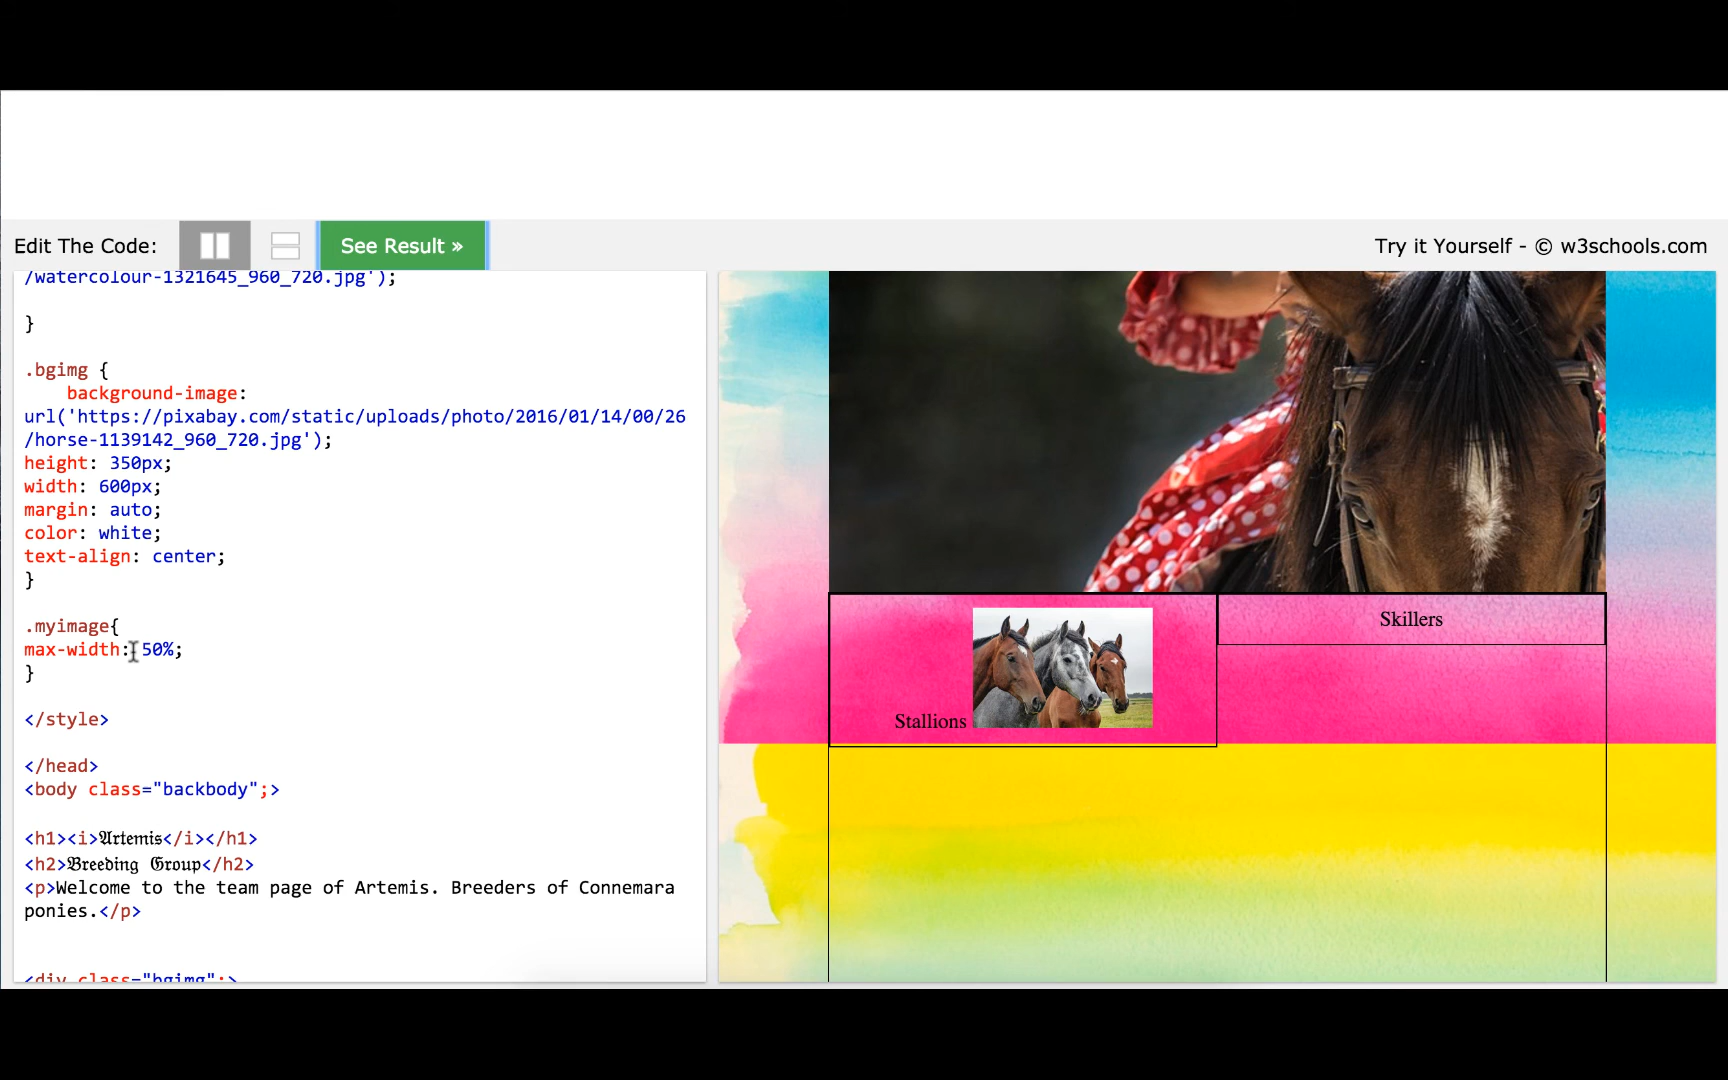 Edit The Code:
See Result »
Try it Yourself - © w3schools.com
/watercolour-1321645_960_720.jpg');
}
.bgimg {
background-image:
url('https://pixabay.com/static/uploads/photo/2016/01/14/00/26
/horse-1139142_960_720.jpg');
height: 350px;
width: 600px;
margin: auto;
color: white;
text-align: center;
}
.myimage{
max-width: 50%;
}
</style>
</head>
<body class="backbody";>
<h1><i>Artemis</i></h1>
<h2>Breeding Group</h2>
<p>Welcome to the team page of Artemis. Breeders of Connemara
ponies.</p>
<div class="bgimg";>
Skillers
Stallions